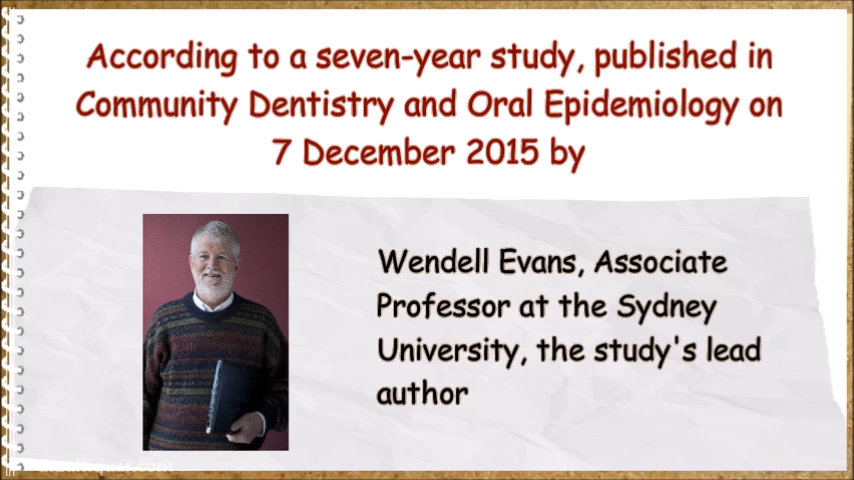 According to a seven-year study, published in
Community Dentistry and Oral Epidemiology on
7 December 2015 by
Wendell Evans, Associate
Professor at the Sydney
University, the study's lead
author